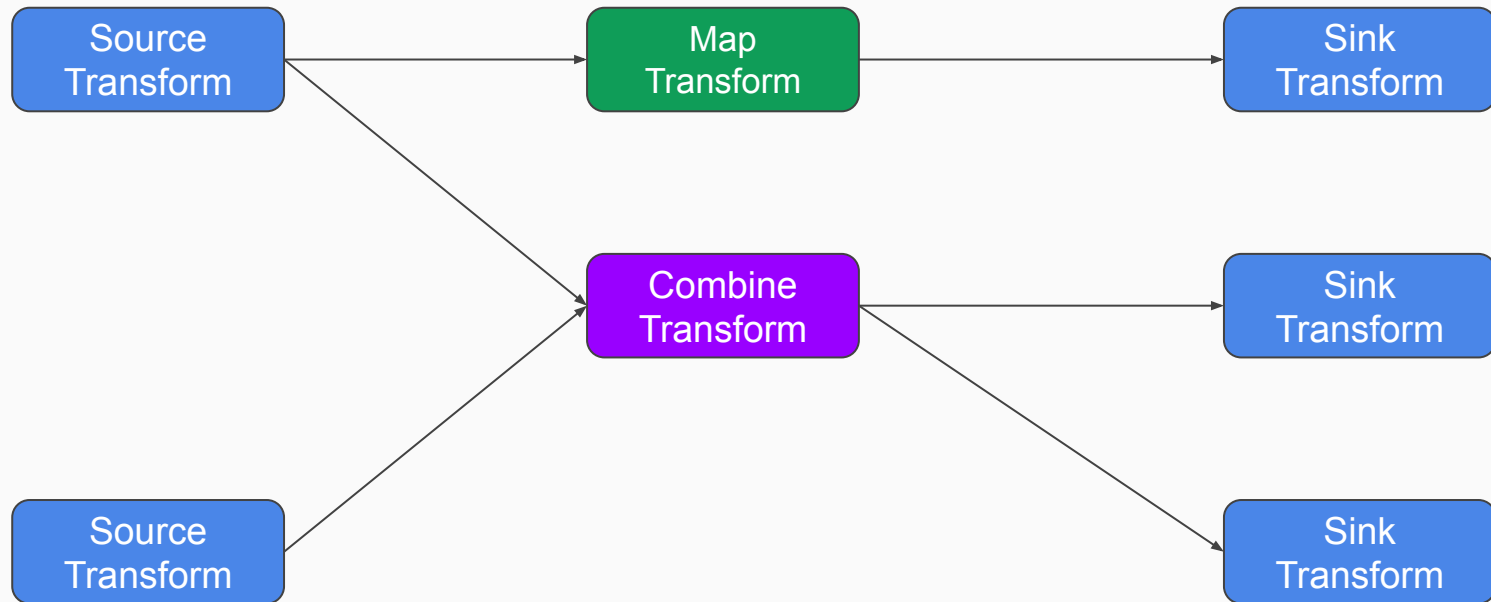 Source
Transform
Map
Transform
Sink
Transform
Combine
Transform
Sink
Transform
Source
Transform
Sink
Transform